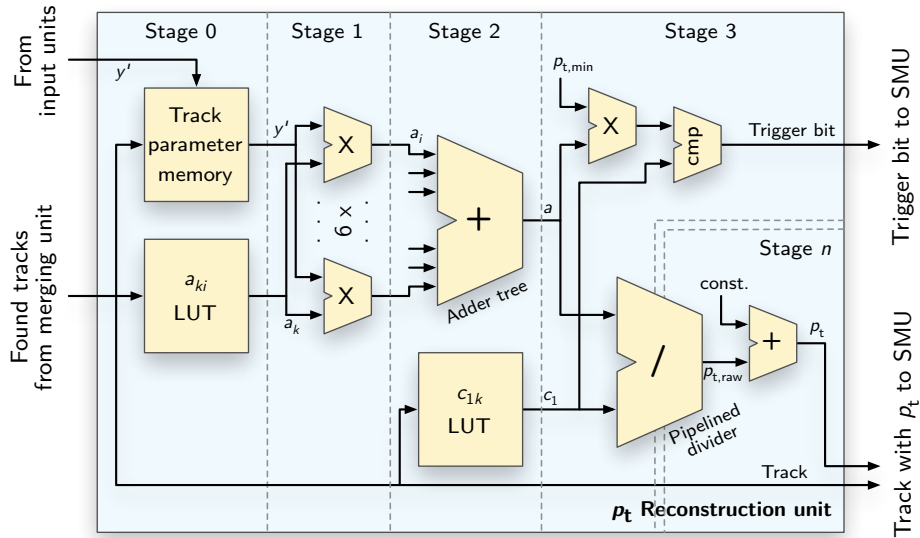 Stage 0
Stage 1
Stage 2
Stage 3
From
input units
y'
Track
parameter
memory
y'
X
a_i
p_t,min
X
cmp
Trigger bit
Trigger bit to SMU
6 x
+
a
Adder tree
Found tracks
from merging unit
a_ki
LUT
a_k
X
Stage n
const.
+
p_t
/
p_t,raw
Pipelined
divider
c_1k
LUT
c_1
Track
Track with p_t to SMU
p_t Reconstruction unit